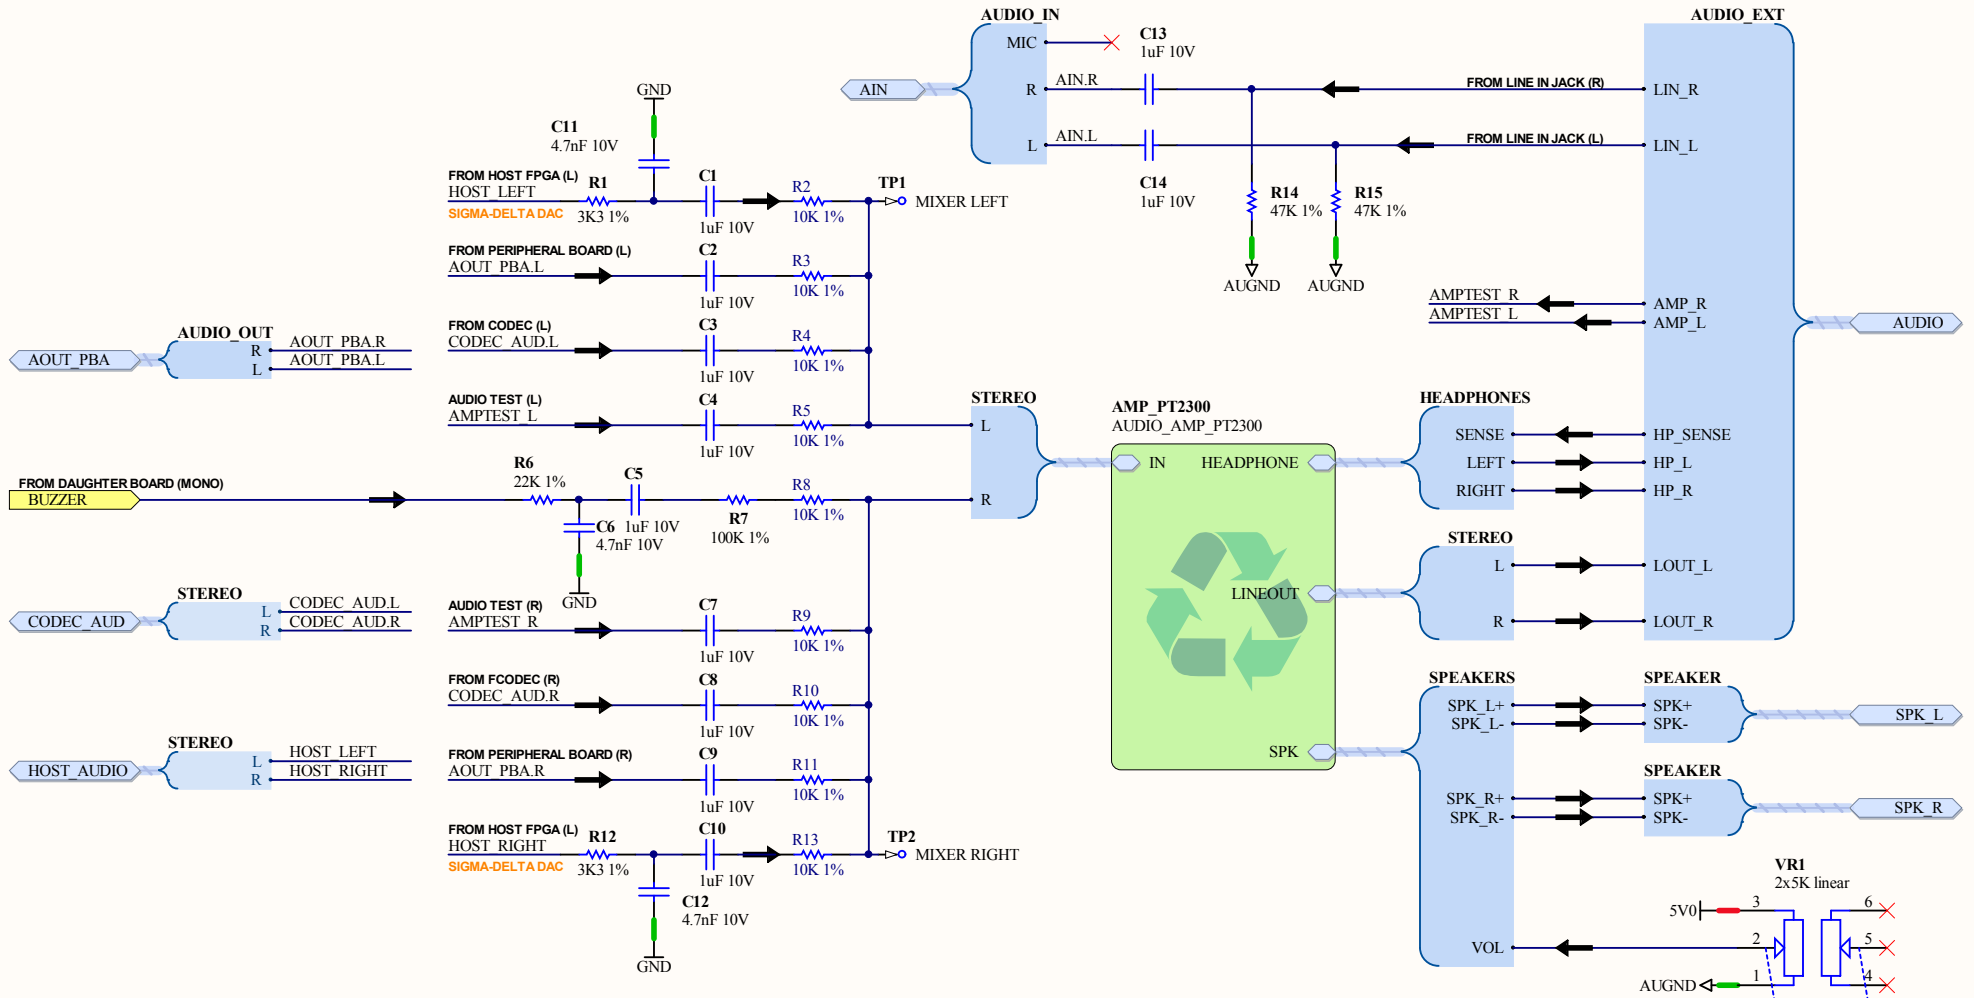 AUDIO_IN
AUDIO_EXT
MIC
C13
1uF 10V
AIN
R
AIN.R
FROM LINE IN JACK (R)
LIN_R
L
AIN.L
FROM LINE IN JACK (L)
LIN_L
C14
1uF 10V
R14
47K 1%
R15
47K 1%
AUGND
AUGND
GND
C11
4.7nF 10V
FROM HOST FPGA (L)
HOST_LEFT
SIGMA-DELTA DAC
R1
3K3 1%
C1
1uF 10V
R2
10K 1%
TP1
MIXER LEFT
FROM PERIPHERAL BOARD (L)
AOUT_PBA.L
C2
1uF 10V
R3
10K 1%
FROM CODEC (L)
CODEC_AUD.L
C3
1uF 10V
R4
10K 1%
AUDIO TEST (L)
AMPTEST_L
C4
1uF 10V
R5
10K 1%
AUDIO_OUT
AOUT_PBA
R
AOUT_PBA.R
L
AOUT_PBA.L
AMPTEST_R
AMP_R
AMPTEST_L
AMP_L
AUDIO
FROM DAUGHTER BOARD (MONO)
BUZZER
R6
22K 1%
C5
1uF 10V
C6
4.7nF 10V
GND
R7
100K 1%
R8
10K 1%
STEREO
L
R
AMP_PT2300
AUDIO_AMP_PT2300
IN
HEADPHONE
LINEOUT
SPK
HEADPHONES
SENSE
HP_SENSE
LEFT
HP_L
RIGHT
HP_R
STEREO
L
LOUT_L
R
LOUT_R
STEREO
CODEC_AUD
L
CODEC_AUD.L
R
CODEC_AUD.R
AUDIO TEST (R)
AMPTEST_R
C7
1uF 10V
R9
10K 1%
FROM FCODEC (R)
CODEC_AUD.R
C8
1uF 10V
R10
10K 1%
STEREO
HOST_AUDIO
L
HOST_LEFT
R
HOST_RIGHT
FROM PERIPHERAL BOARD (R)
AOUT_PBA.R
C9
1uF 10V
R11
10K 1%
FROM HOST FPGA (L)
HOST_RIGHT
SIGMA-DELTA DAC
R12
3K3 1%
C10
1uF 10V
R13
10K 1%
TP2
MIXER RIGHT
C12
4.7nF 10V
GND
SPEAKERS
SPK_L+
SPK_L-
SPEAKER
SPK+
SPK-
SPK_L
SPK_R+
SPK_R-
SPEAKER
SPK+
SPK-
SPK_R
VOL
VR1
2x5K linear
5V0
3
6
2
5
AUGND
1
4